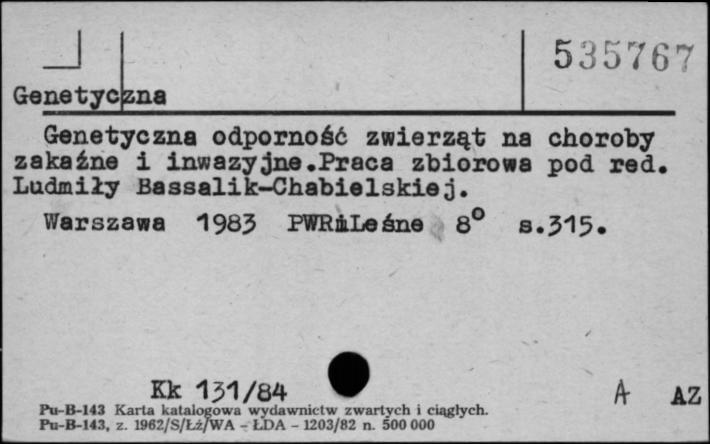 535767
Genetyczna
Genetyczna odporność zwierząt na choroby
zakaźne i inwazyjne.Praca zbiorowa pod red.
Ludmiły Bassalik-Chabielskiej.
Warszawa 1983 PWRiLeśne 8° s.315.
Kk 131/84
A AZ
Pu-B-143 Karta katalogowa wydawnictw zwartych i ciągłych.
Pu-B-143, z. 1962/S/Łż/WA - ŁDA - 1203/82 n. 500 000